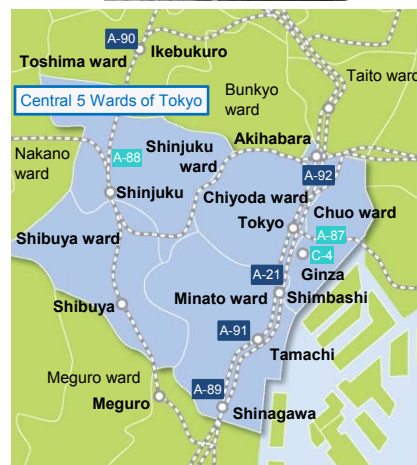 A-90
Ikebukuro
Toshima ward
Taito ward
Bunkyo
ward
Central 5 Wards of Tokyo
Akihabara
Nakano
ward
A-88
Shinjuku
ward
A-92
Shinjuku
Chiyoda ward
Chuo ward
Tokyo
A-87
Shibuya ward
C-4
A-21
Ginza
Minato ward
Shimbashi
Shibuya
A-91
Tamachi
Meguro ward
A-89
Meguro
Shinagawa